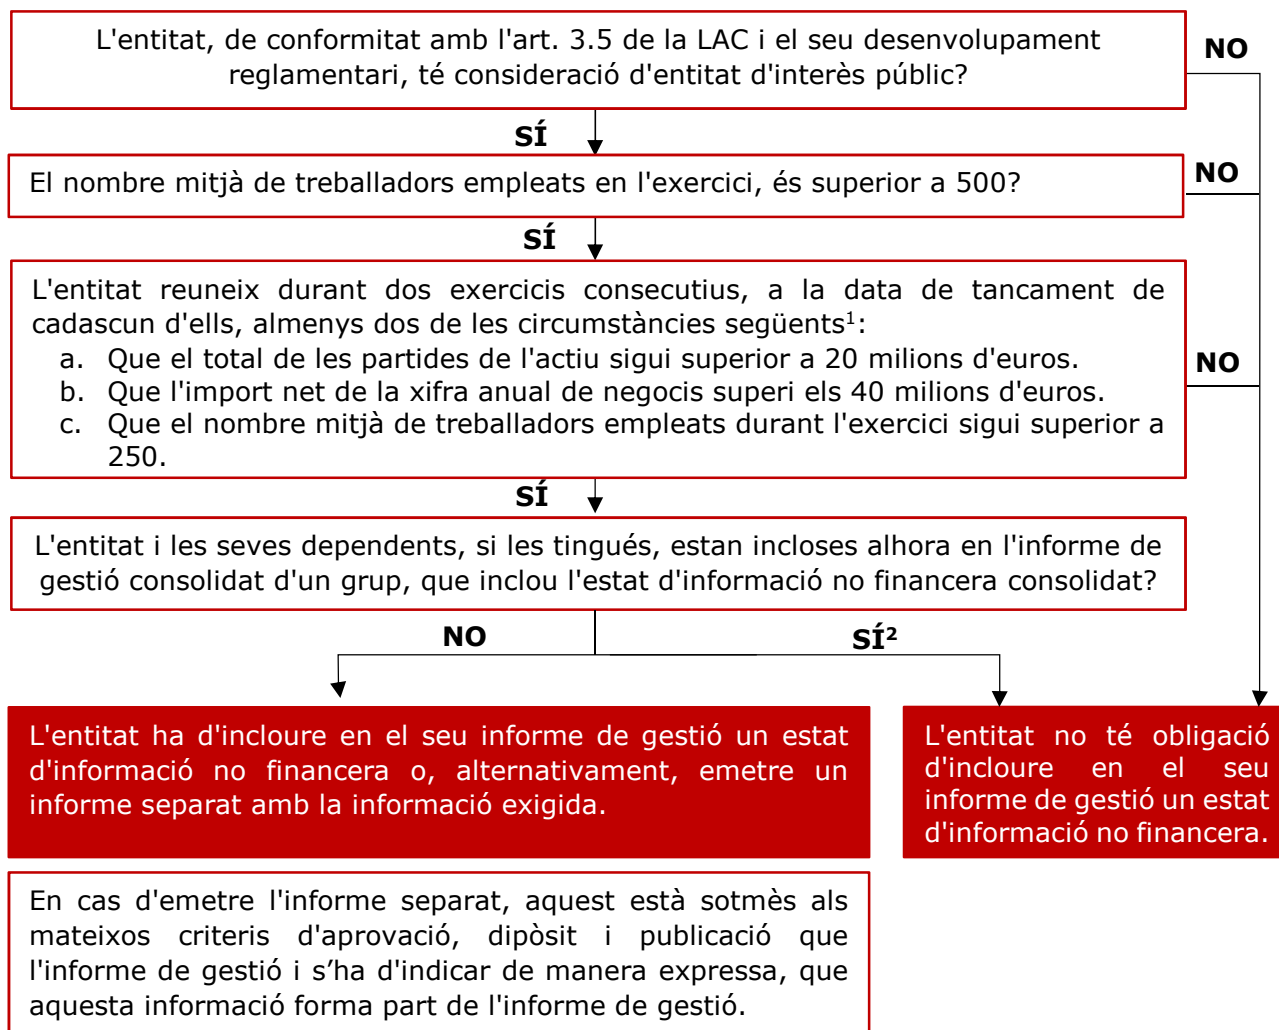 L'entitat, de conformitat amb l'art. 3.5 de la LAC i el seu desenvolupament
reglamentari, té consideració d'entitat d'interès públic?
NO
SÍ
El nombre mitjà de treballadors empleats en l'exercici, és superior a 500?
NO
SÍ
L'entitat reuneix durant dos exercicis consecutius, a la data de tancament de
cadascun d'ells, almenys dos de les circumstàncies següents¹:
a. Que el total de les partides de l'actiu sigui superior a 20 milions d'euros.
b. Que l'import net de la xifra anual de negocis superi els 40 milions d'euros.
c. Que el nombre mitjà de treballadors empleats durant l'exercici sigui superior a
250.
NO
SÍ
L'entitat i les seves dependents, si les tingués, estan incloses alhora en l'informe de
gestió consolidat d'un grup, que inclou l'estat d'informació no financera consolidat?
NO
SÍ²
L'entitat ha d'incloure en el seu informe de gestió un estat
d'informació no financera o, alternativament, emetre un
informe separat amb la informació exigida.
L'entitat no té obligació
d'incloure en el seu
informe de gestió un estat
d'informació no financera.
En cas d'emetre l'informe separat, aquest està sotmès als
mateixos criteris d'aprovació, dipòsit i publicació que
l'informe de gestió i s’ha d'indicar de manera expressa, que
aquesta informació forma part de l'informe de gestió.